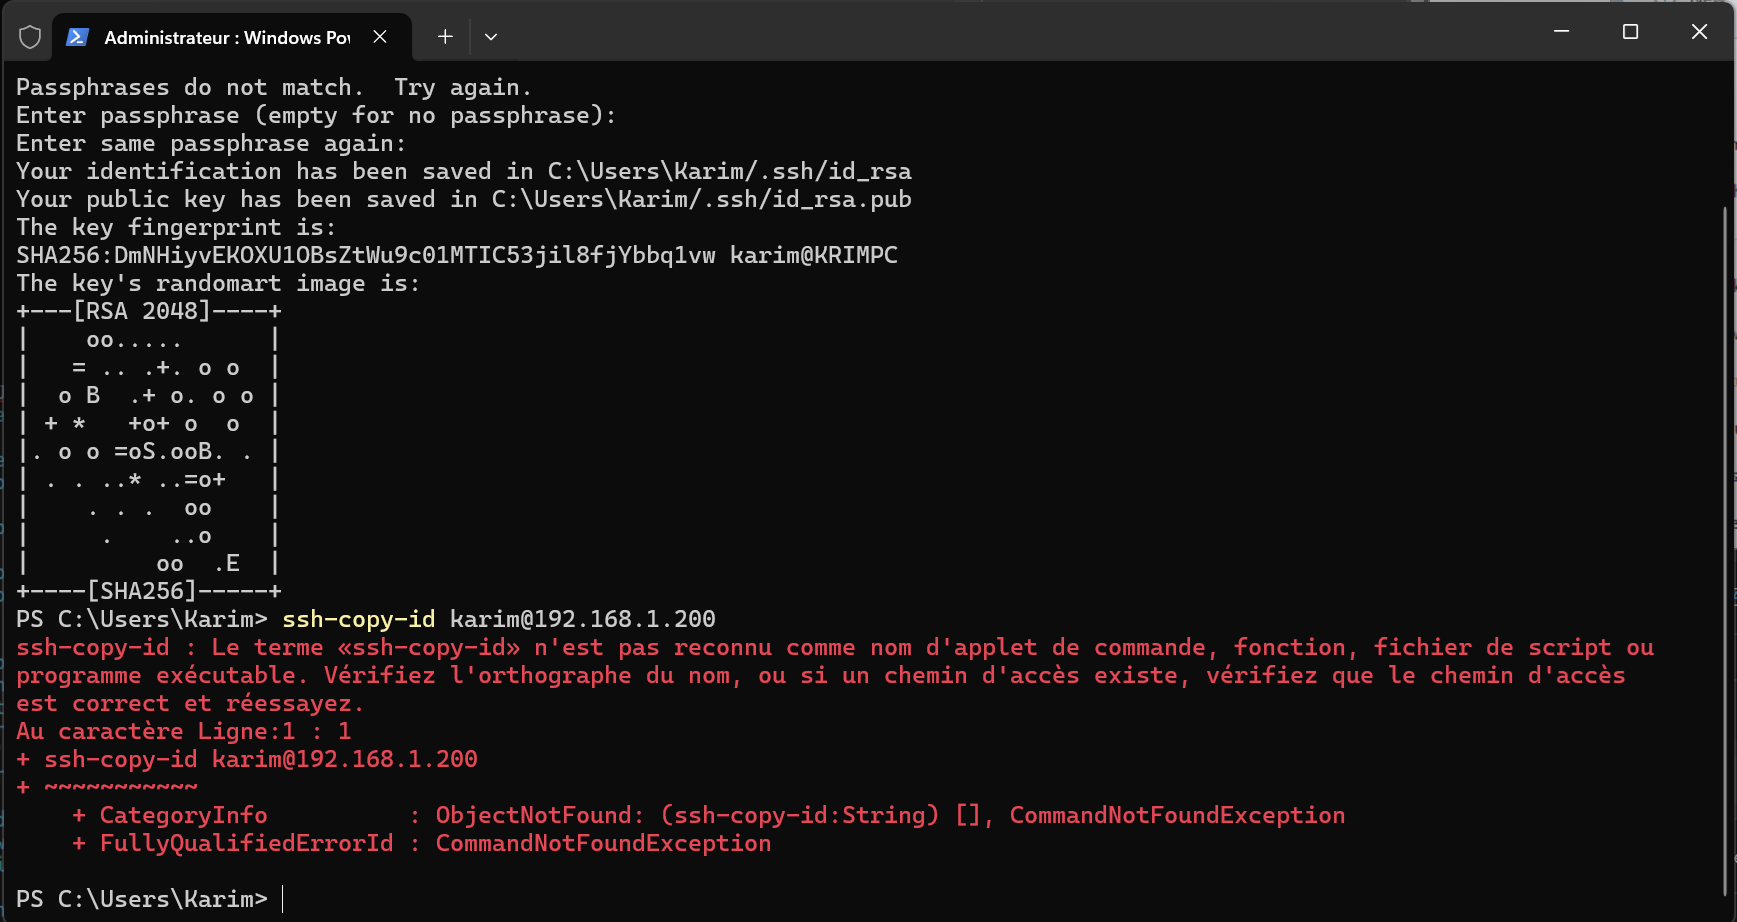 Administrateur : Windows Po
Passphrases do not match.  Try again.
Enter passphrase (empty for no passphrase):
Enter same passphrase again:
Your identification has been saved in C:\Users\Karim/.ssh/id_rsa
Your public key has been saved in C:\Users\Karim/.ssh/id_rsa.pub
The key fingerprint is:
SHA256:DmNHiyvEKOXU1OBsZtWu9c01MTIC53jil8fjYbbq1vw karim@KRIMPC
The key's randomart image is:
+---[RSA 2048]----+
|    oo.....      |
|   = .. .+. o o  |
|  o B  .+ o. o o |
| + *   +o+ o  o  |
|. o o =oS.ooB. . |
| . . ..* ..=o+   |
|    . . .  oo    |
|     .    ..o    |
|         oo  .E  |
+----[SHA256]-----+
PS C:\Users\Karim> ssh-copy-id karim@192.168.1.200
ssh-copy-id : Le terme «ssh-copy-id» n'est pas reconnu comme nom d'applet de commande, fonction, fichier de script ou
programme exécutable. Vérifiez l'orthographe du nom, ou si un chemin d'accès existe, vérifiez que le chemin d'accès
est correct et réessayez.
Au caractère Ligne:1 : 1
+ ssh-copy-id karim@192.168.1.200
+ ~~~~~~~~~~~
    + CategoryInfo          : ObjectNotFound: (ssh-copy-id:String) [], CommandNotFoundException
    + FullyQualifiedErrorId : CommandNotFoundException
PS C:\Users\Karim>